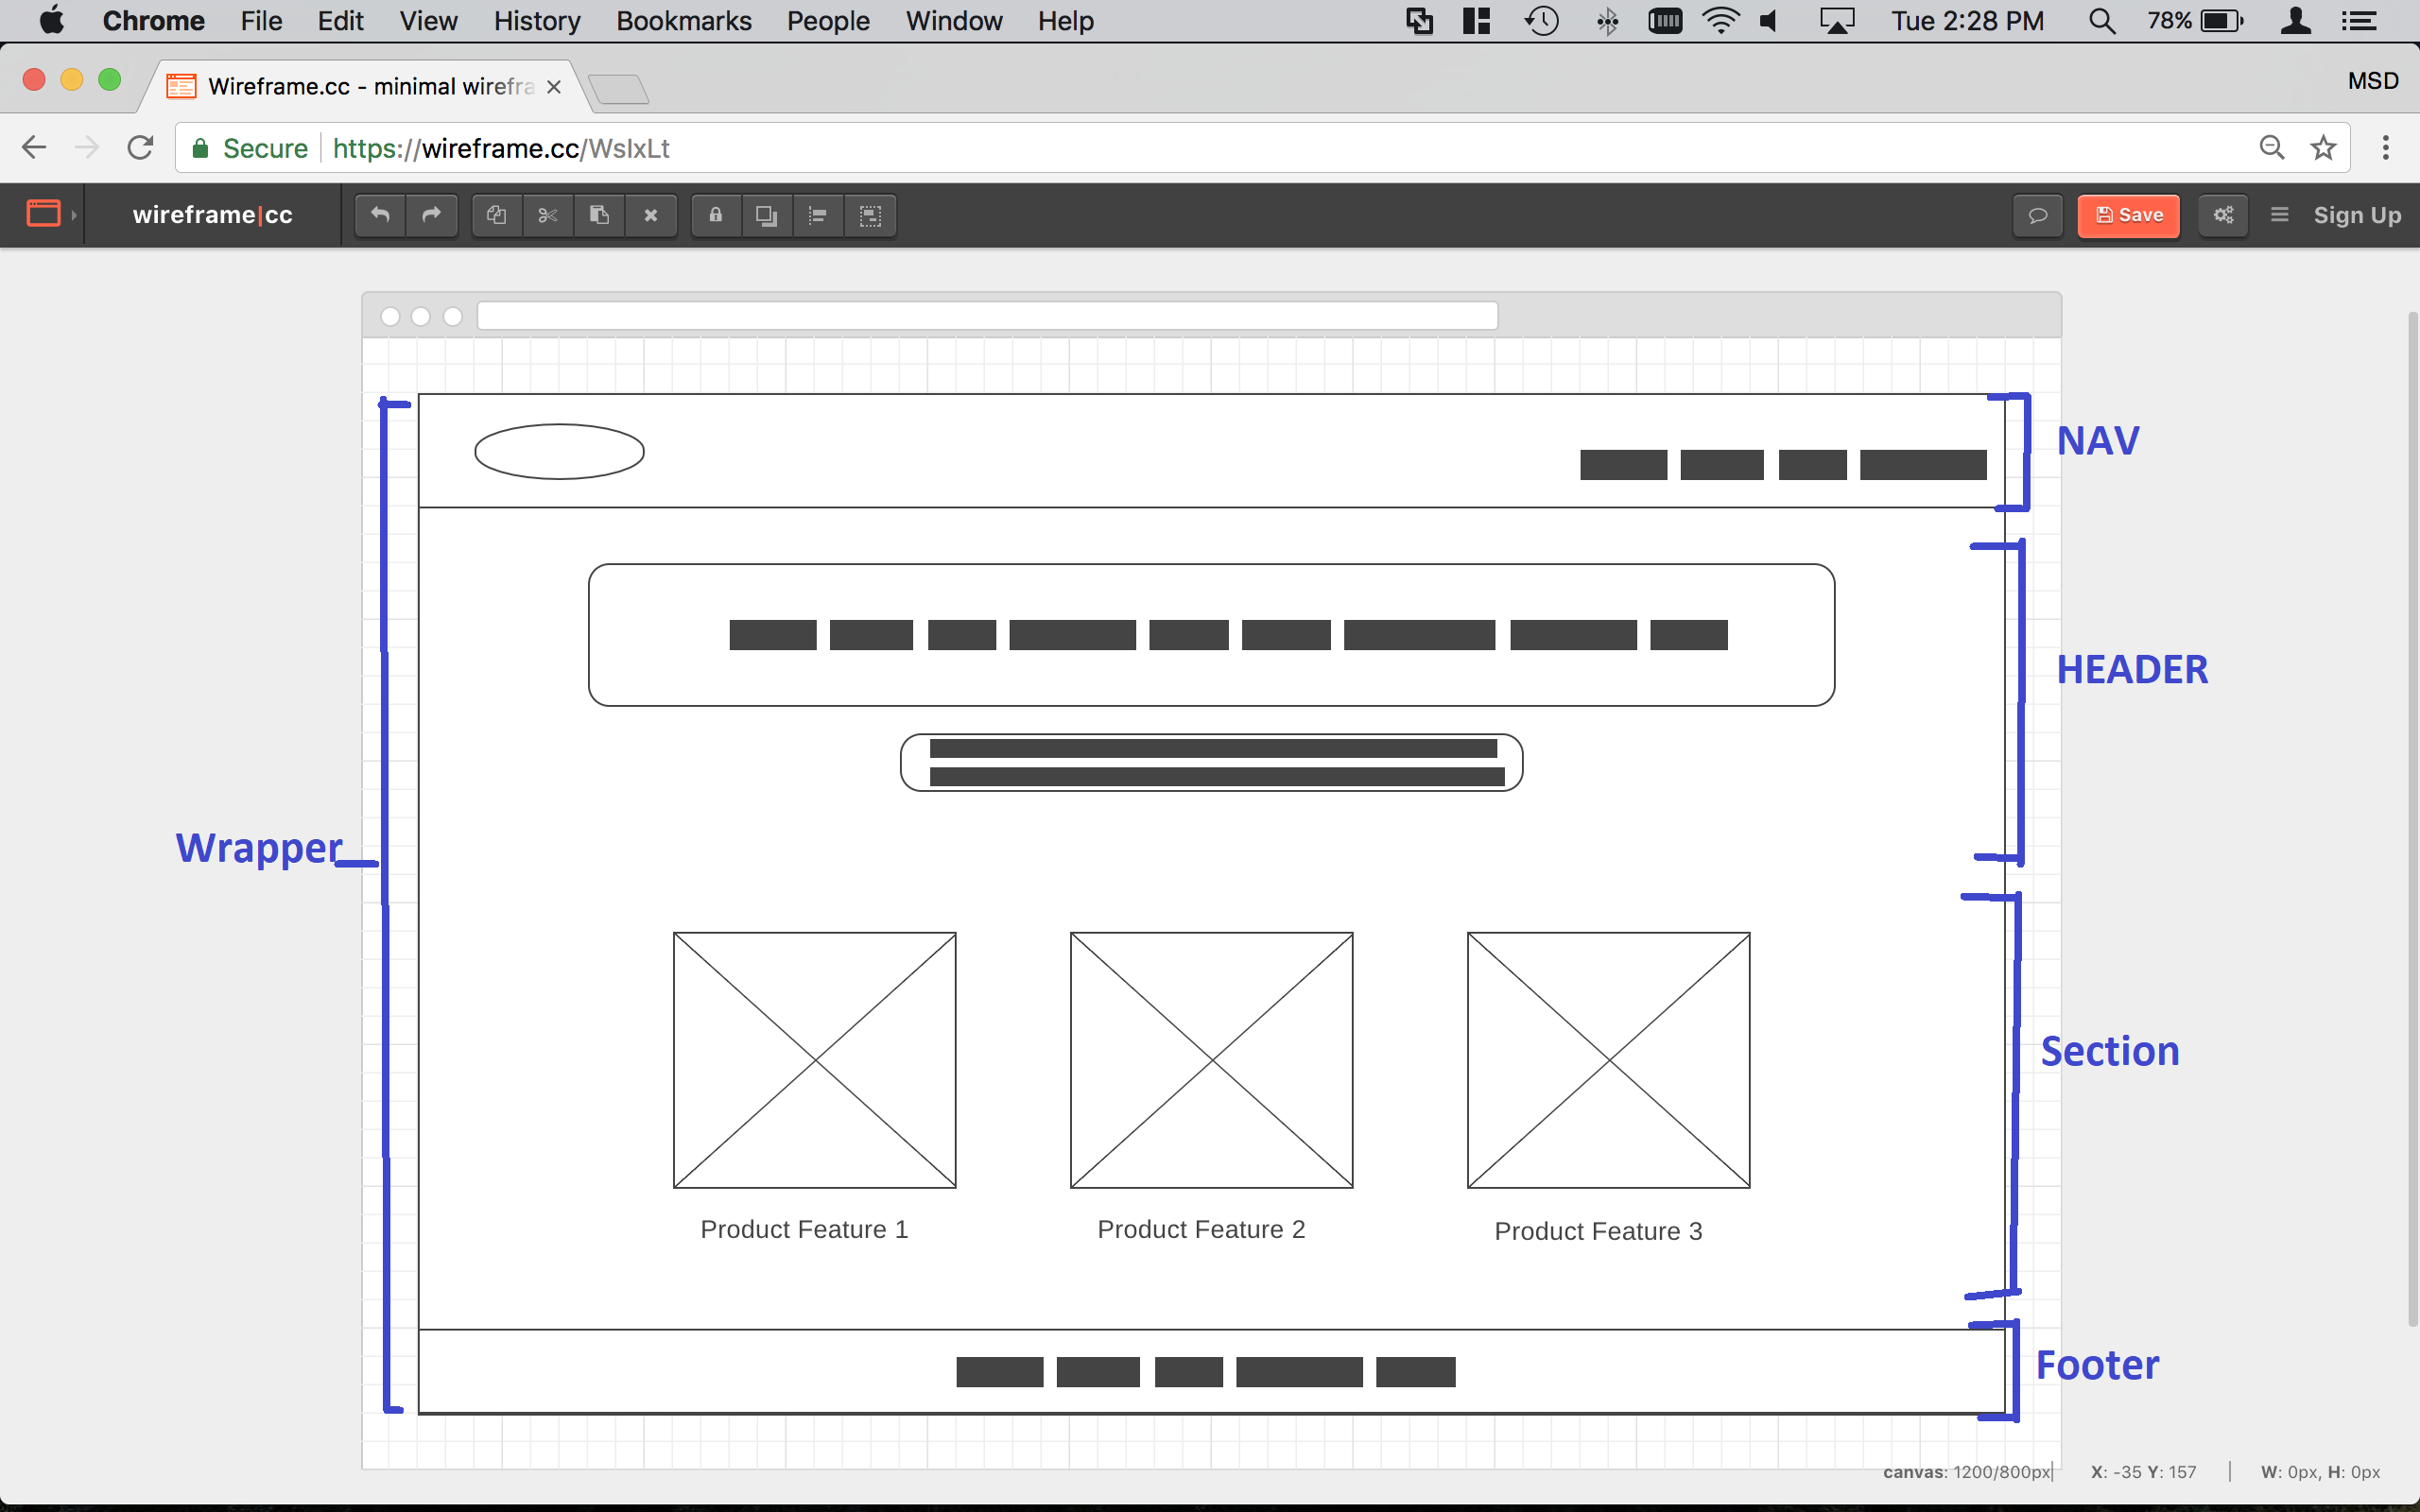 Chrome File Edit View History Bookmarks People Window Help Tue 2:28 PM 78%
Wireframe.cc - minimal wirefra MSD
Secure https://wireframe.cc/WsIxLt
wireframe|cc Save Sign Up
NAV
HEADER
Wrapper
Section
Product Feature 1 Product Feature 2 Product Feature 3
Footer
canvas: 1200/800px X: -35 Y: 157 W: 0px, H: 0px